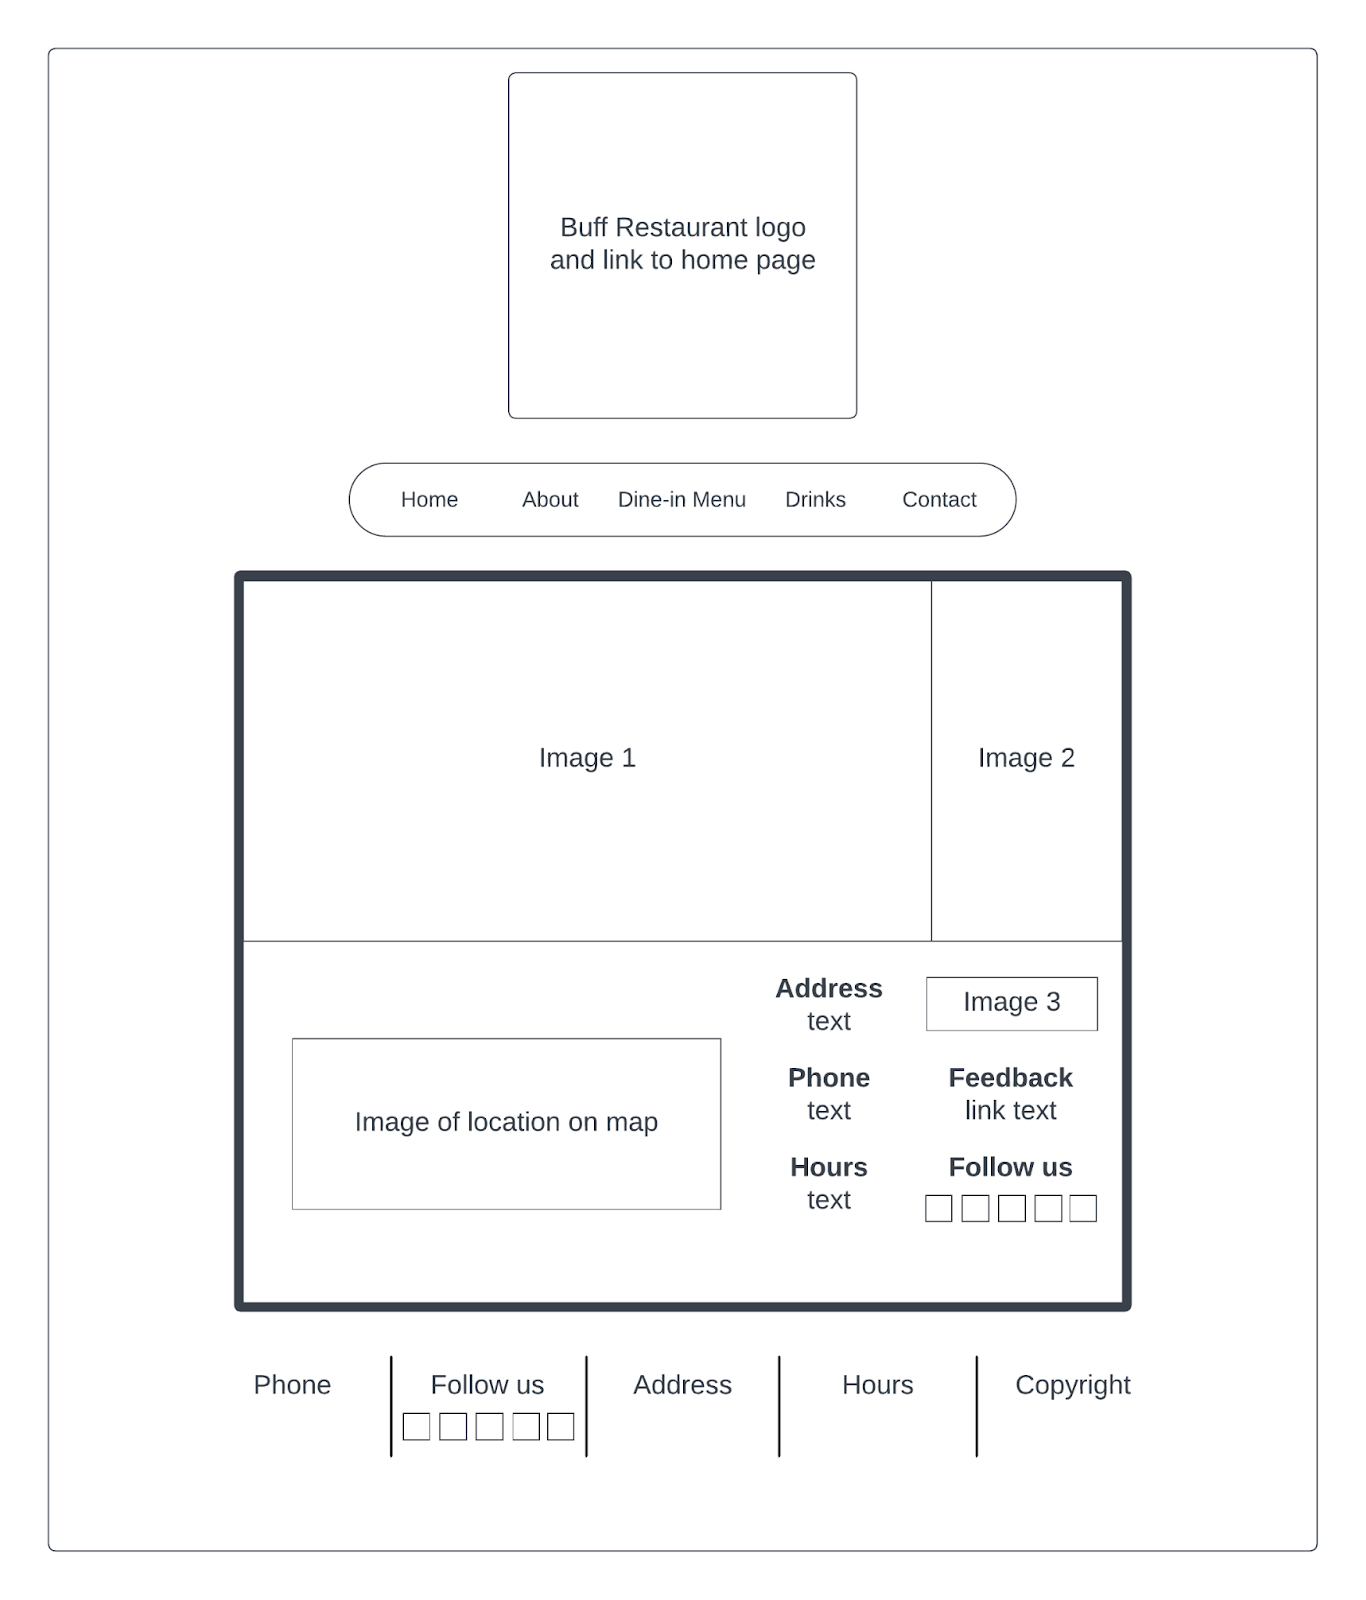 Buff Restaurant logo
and link to home page
Home About Dine-in Menu Drinks Contact
Image 1
Image 2
Image of location on map
Address
text
Phone
text
Hours
text
Image 3
Feedback
link text
Follow us
Phone
Follow us
Address
Hours
Copyright